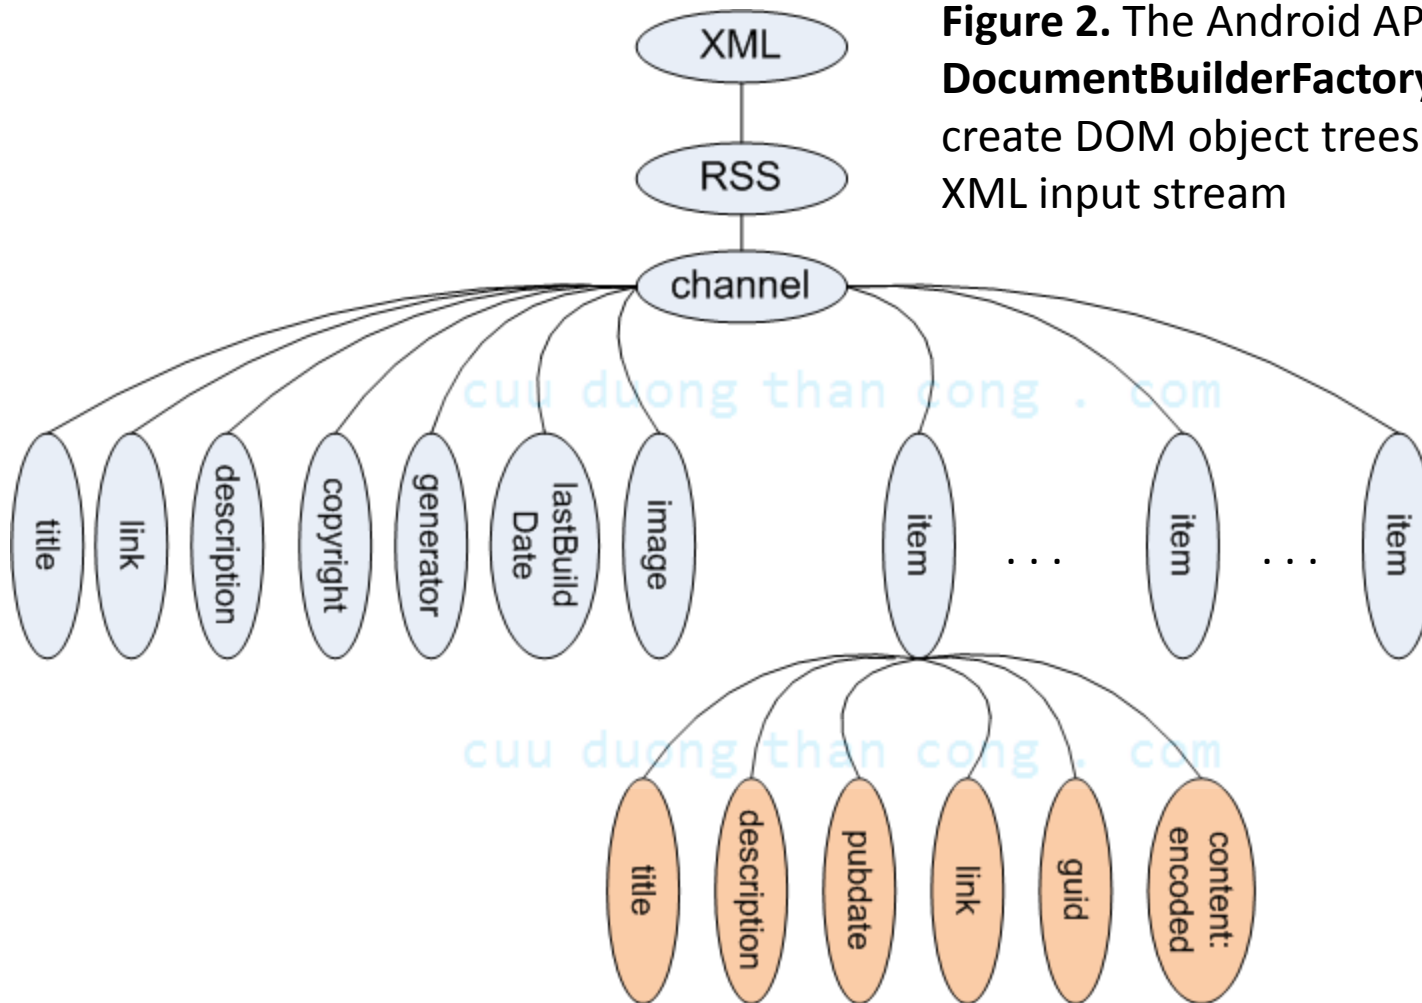 XML
Figure 2. The Android AP
DocumentBuilderFactory
create DOM object trees
XML input stream
RSS
channel
cuu duong than cong . com
title
link
description
copyright
generator
lastBuild
Date
image
item
. . .
item
. . .
item
cuu duong than cong . com
title
description
pubdate
link
guid
content:
encoded